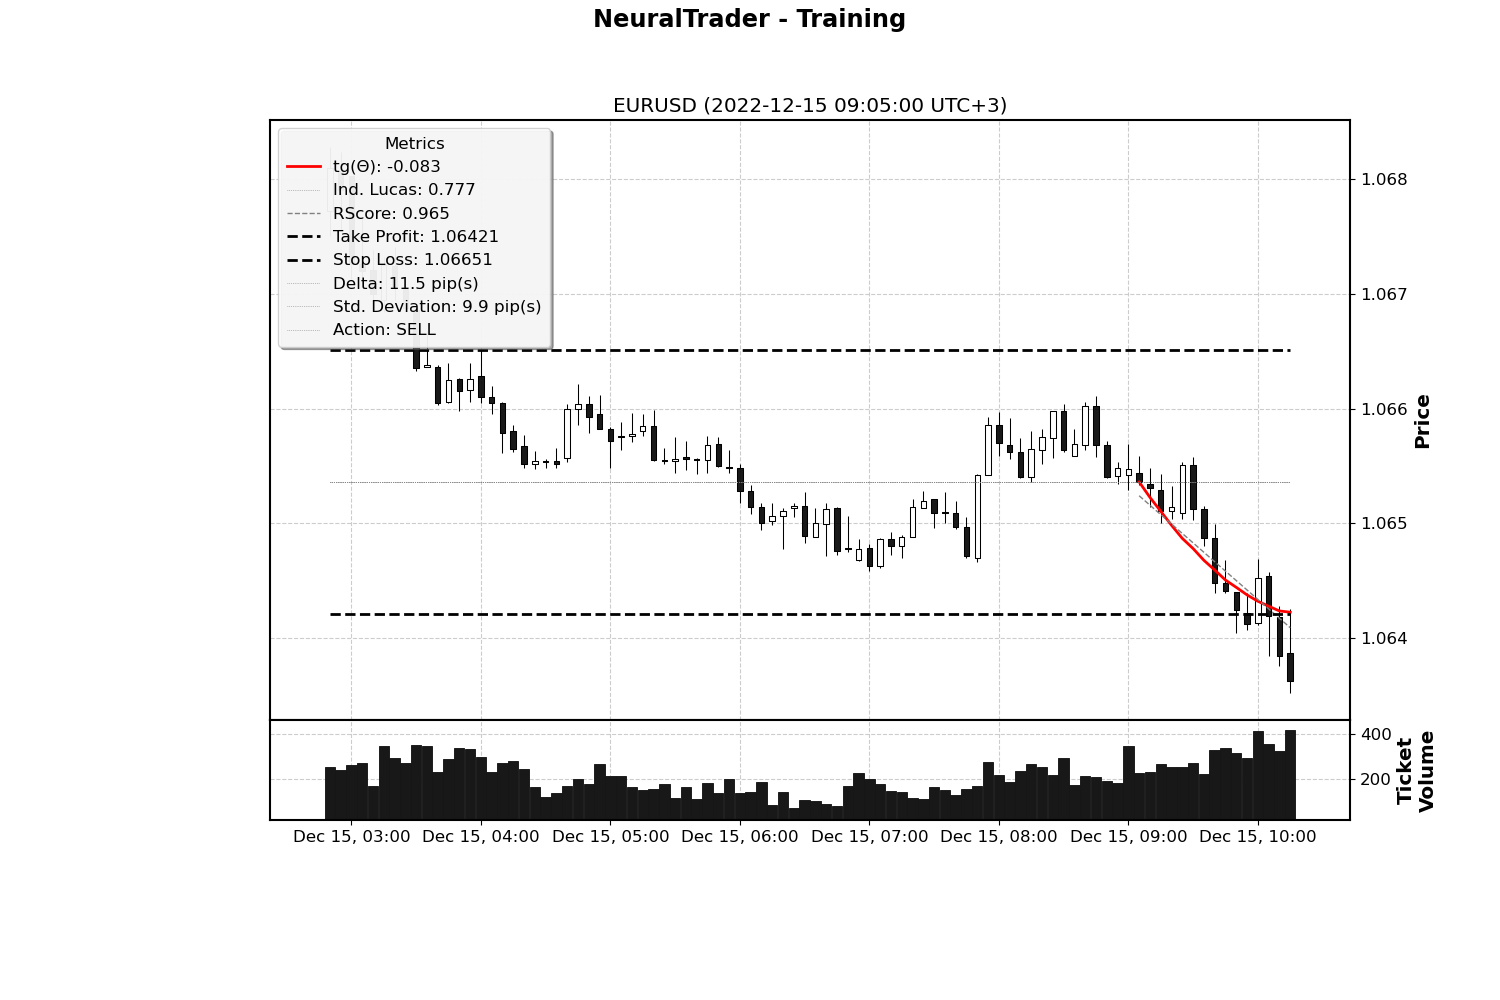 NeuralTrader - Training
EURUSD (2022-12-15 09:05:00 UTC+3)
Metrics
tg(Θ): -0.083
Ind. Lucas: 0.777
RScore: 0.965
Take Profit: 1.06421
Stop Loss: 1.06651
Delta: 11.5 pip(s)
Std. Deviation: 9.9 pip(s)
Action: SELL
1.068
1.067
1.066
1.065
1.064
Price
400
200
Ticket
Volume
Dec 15, 03:00 Dec 15, 04:00 Dec 15, 05:00 Dec 15, 06:00 Dec 15, 07:00 Dec 15, 08:00 Dec 15, 09:00 Dec 15, 10:00